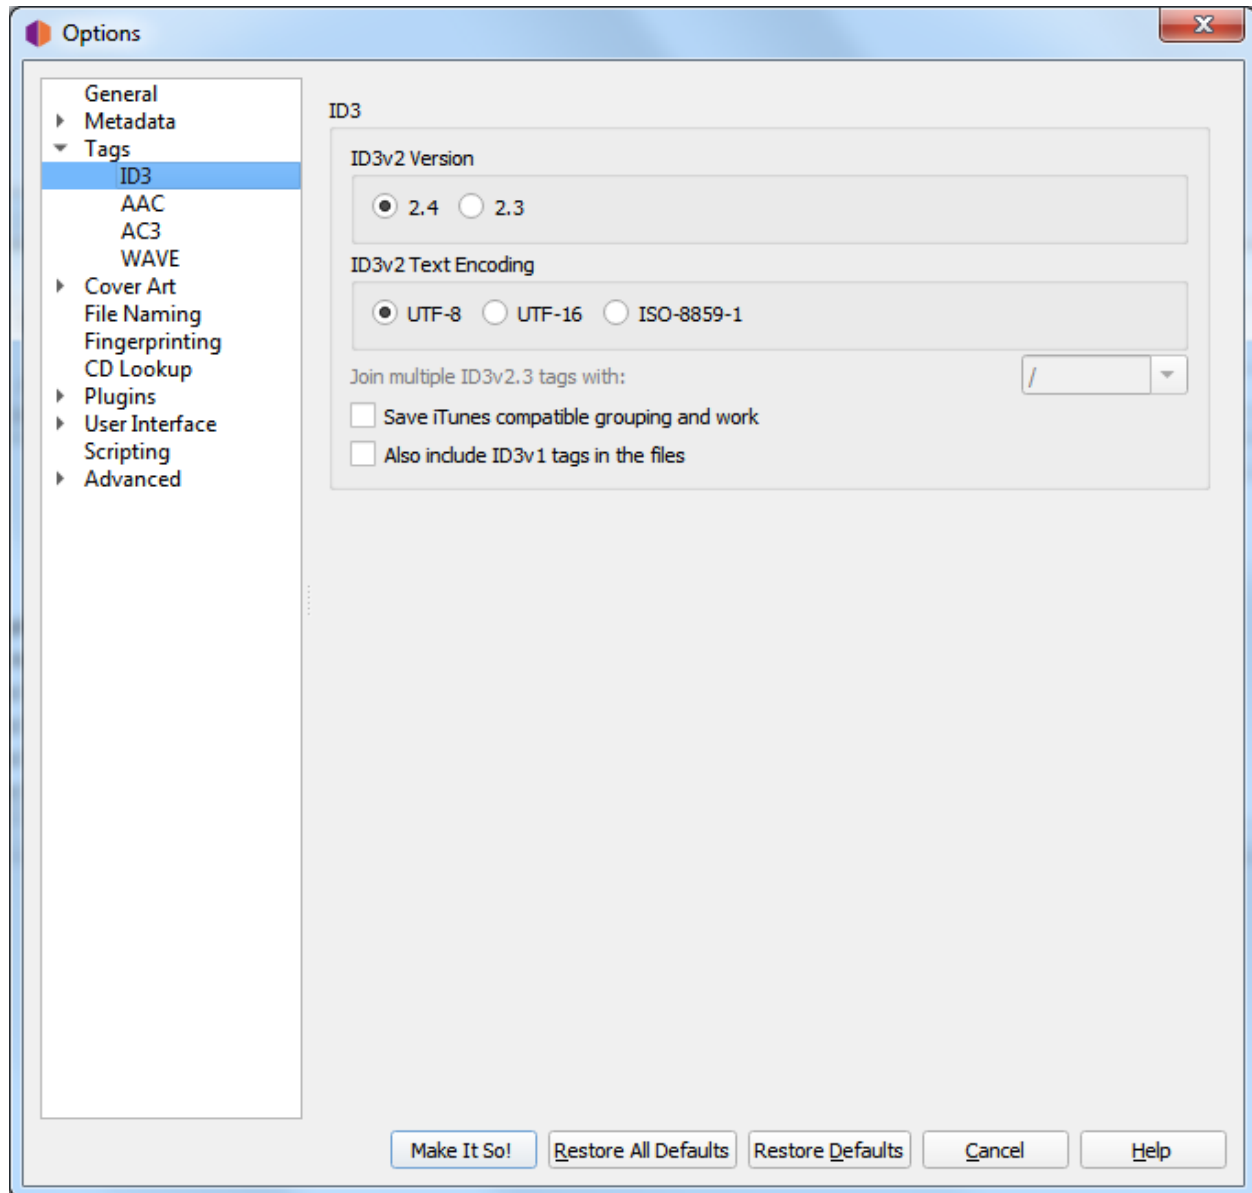 Options
General
Metadata
Tags
ID3
AAC
AC3
WAVE
Cover Art
File Naming
Fingerprinting
CD Lookup
Plugins
User Interface
Scripting
Advanced
ID3
ID3v2 Version
2.4 2.3
ID3v2 Text Encoding
UTF-8 UTF-16 ISO-8859-1
Join multiple ID3v2.3 tags with: /
Save iTunes compatible grouping and work
Also include ID3v1 tags in the files
Make It So! Restore All Defaults Restore Defaults Cancel Help